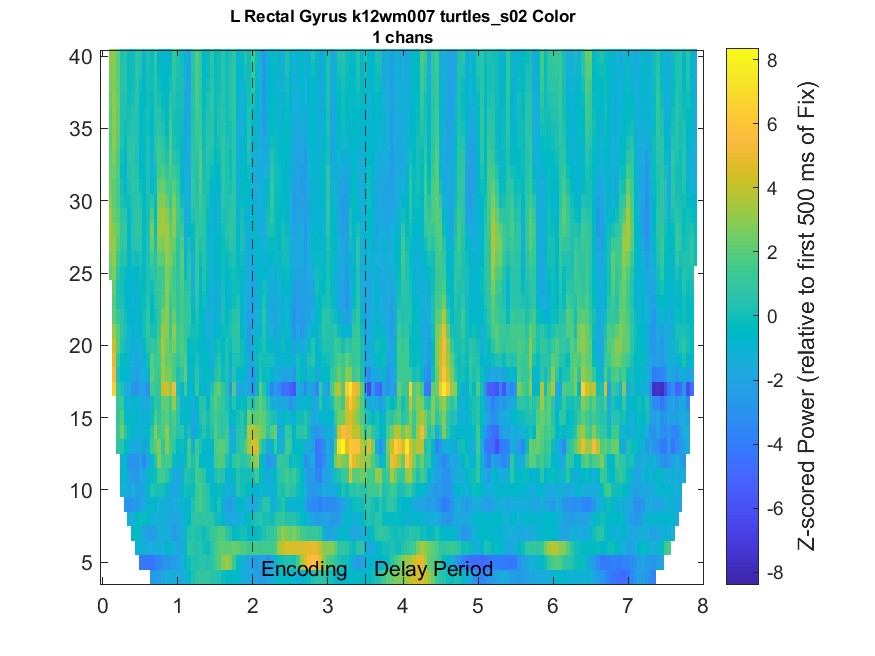 L Rectal Gyrus k12wm007 turtles_s02 Color
1 chans
40
35
30
25
20
15
10
5
Encoding
Delay Period
0 1 2 3 4 5 6 7 8
8
6
4
2
0
-2
-4
-6
-8
Z-scored Power (relative to first 500 ms of Fix)